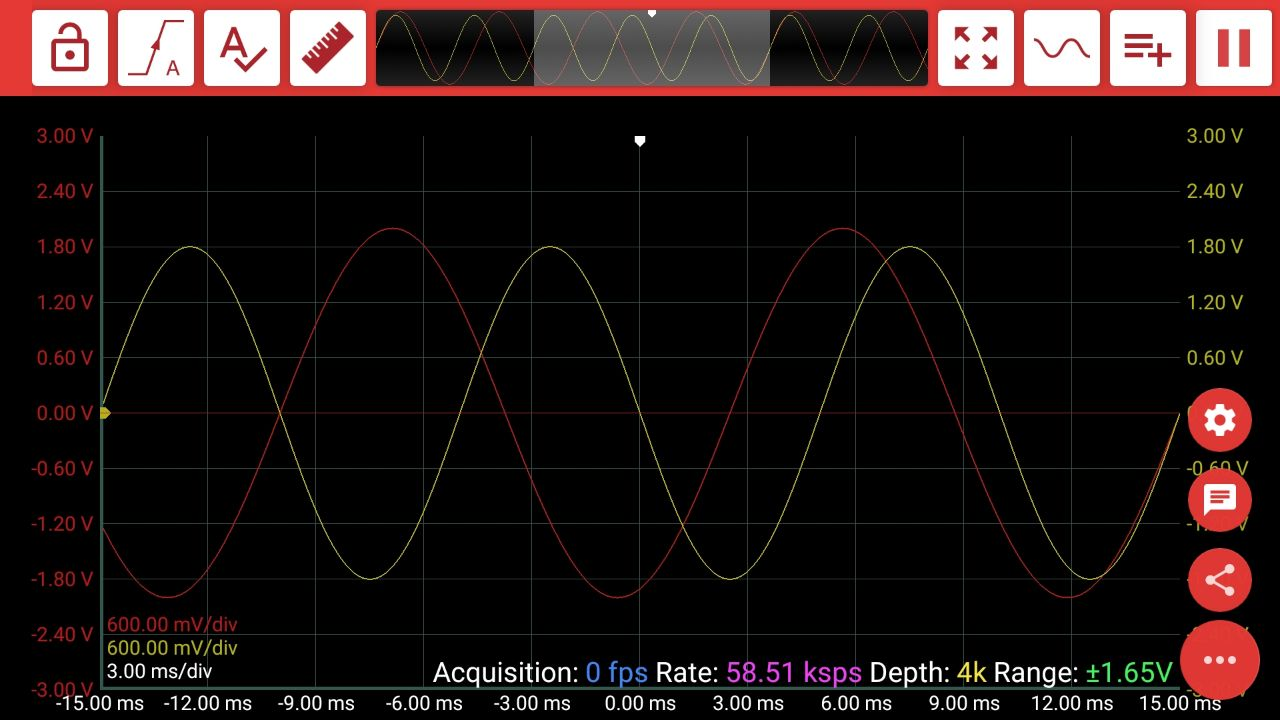 A
A
3.00 V
3.00 V
2.40 V
2.40 V
1.80 V
1.80 V
1.20 V
1.20 V
0.60 V
0.60 V
0.00 V
-0.60 V
-0.60 V
-1.20 V
-1.80 V
-2.40 V
-3.00 V
600.00 mV/div
600.00 mV/div
3.00 ms/div
Acquisition: 0 fps Rate: 58.51 ksps Depth: 4k Range: ±1.65V
-15.00 ms -12.00 ms -9.00 ms -6.00 ms -3.00 ms 0.00 ms 3.00 ms 6.00 ms 9.00 ms 12.00 ms 15.00 ms